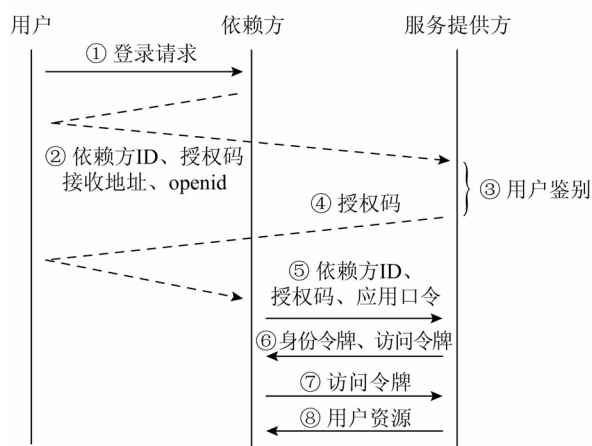 用户
依赖方
服务提供方
① 登录请求
② 依赖方ID、授权码
接收地址、openid
③ 用户鉴别
④ 授权码
⑤ 依赖方ID、
授权码、应用口令
⑥身份令牌、访问令牌
⑦ 访问令牌
⑧ 用户资源